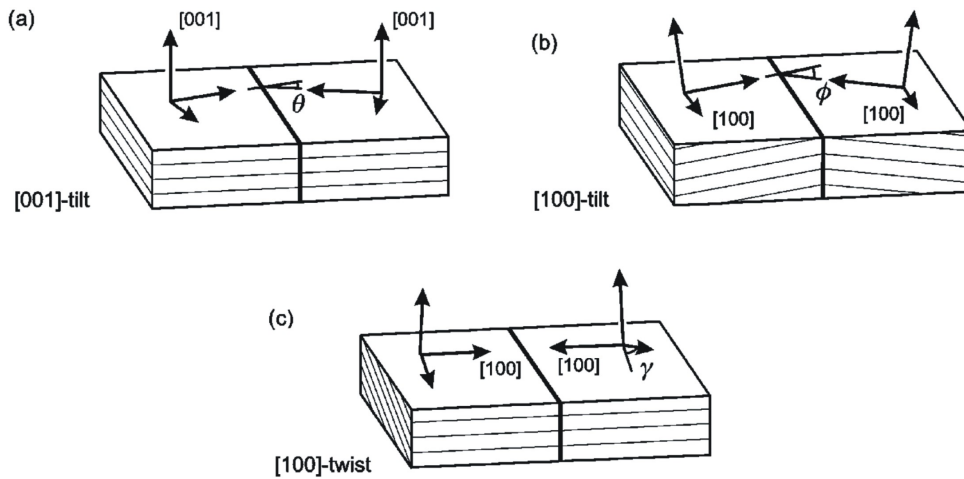 (a)
[001]
[001]
θ
[001]-tilt
(b)
[100]
[100]
ϕ
[100]-tilt
(c)
[100]
[100]
γ
[100]-twist